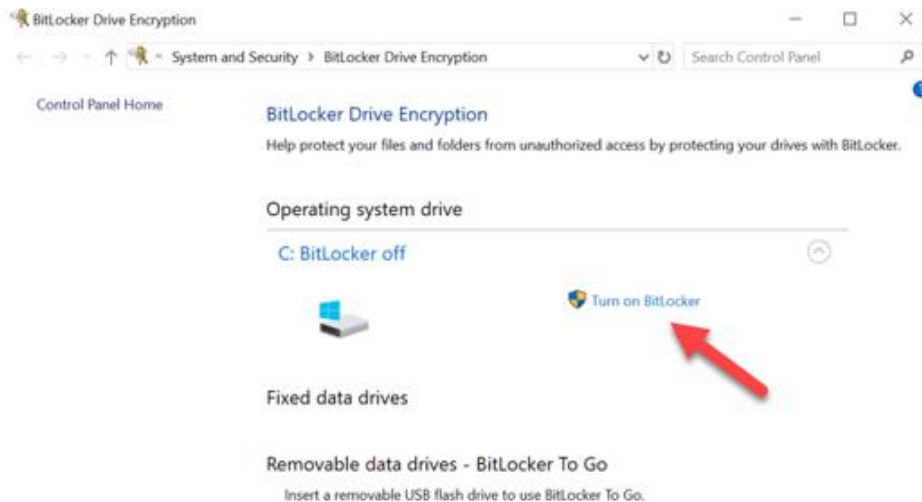 BitLocker Drive Encryption
System and Security > BitLocker Drive Encryption
Search Control Panel
Control Panel Home
BitLocker Drive Encryption
Help protect your files and folders from unauthorized access by protecting your drives with BitLocker.
Operating system drive
C: BitLocker off
Turn on BitLocker
Fixed data drives
Removable data drives - BitLocker To Go
Insert a removable USB flash drive to use BitLocker To Go.